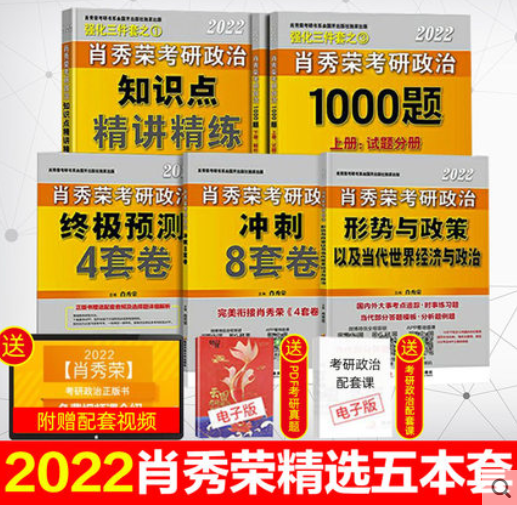 2022
强化三件套之①
肖秀荣考研政治
知识点
精讲精练
2022
强化三件套之③
肖秀荣考研政治
1000题
上册:试题分册
2022
肖秀荣考研政治
终极预测
4套卷
2022
肖秀荣考研政治
冲刺
8套卷
完美衔接肖秀荣《4套卷》
2022
肖秀荣考研政治
形势与政策
以及当代世界经济与政治
国内外大事考点追踪·时事练习题
当代部分答题模板·分析题例题
送
2022
【肖秀荣】
考研政治正版书
附赠配套视频
电子版
送
PDF考研真题
考研政治
配套课
电子版
送
考研政治配套课
2022肖秀荣精选五本套